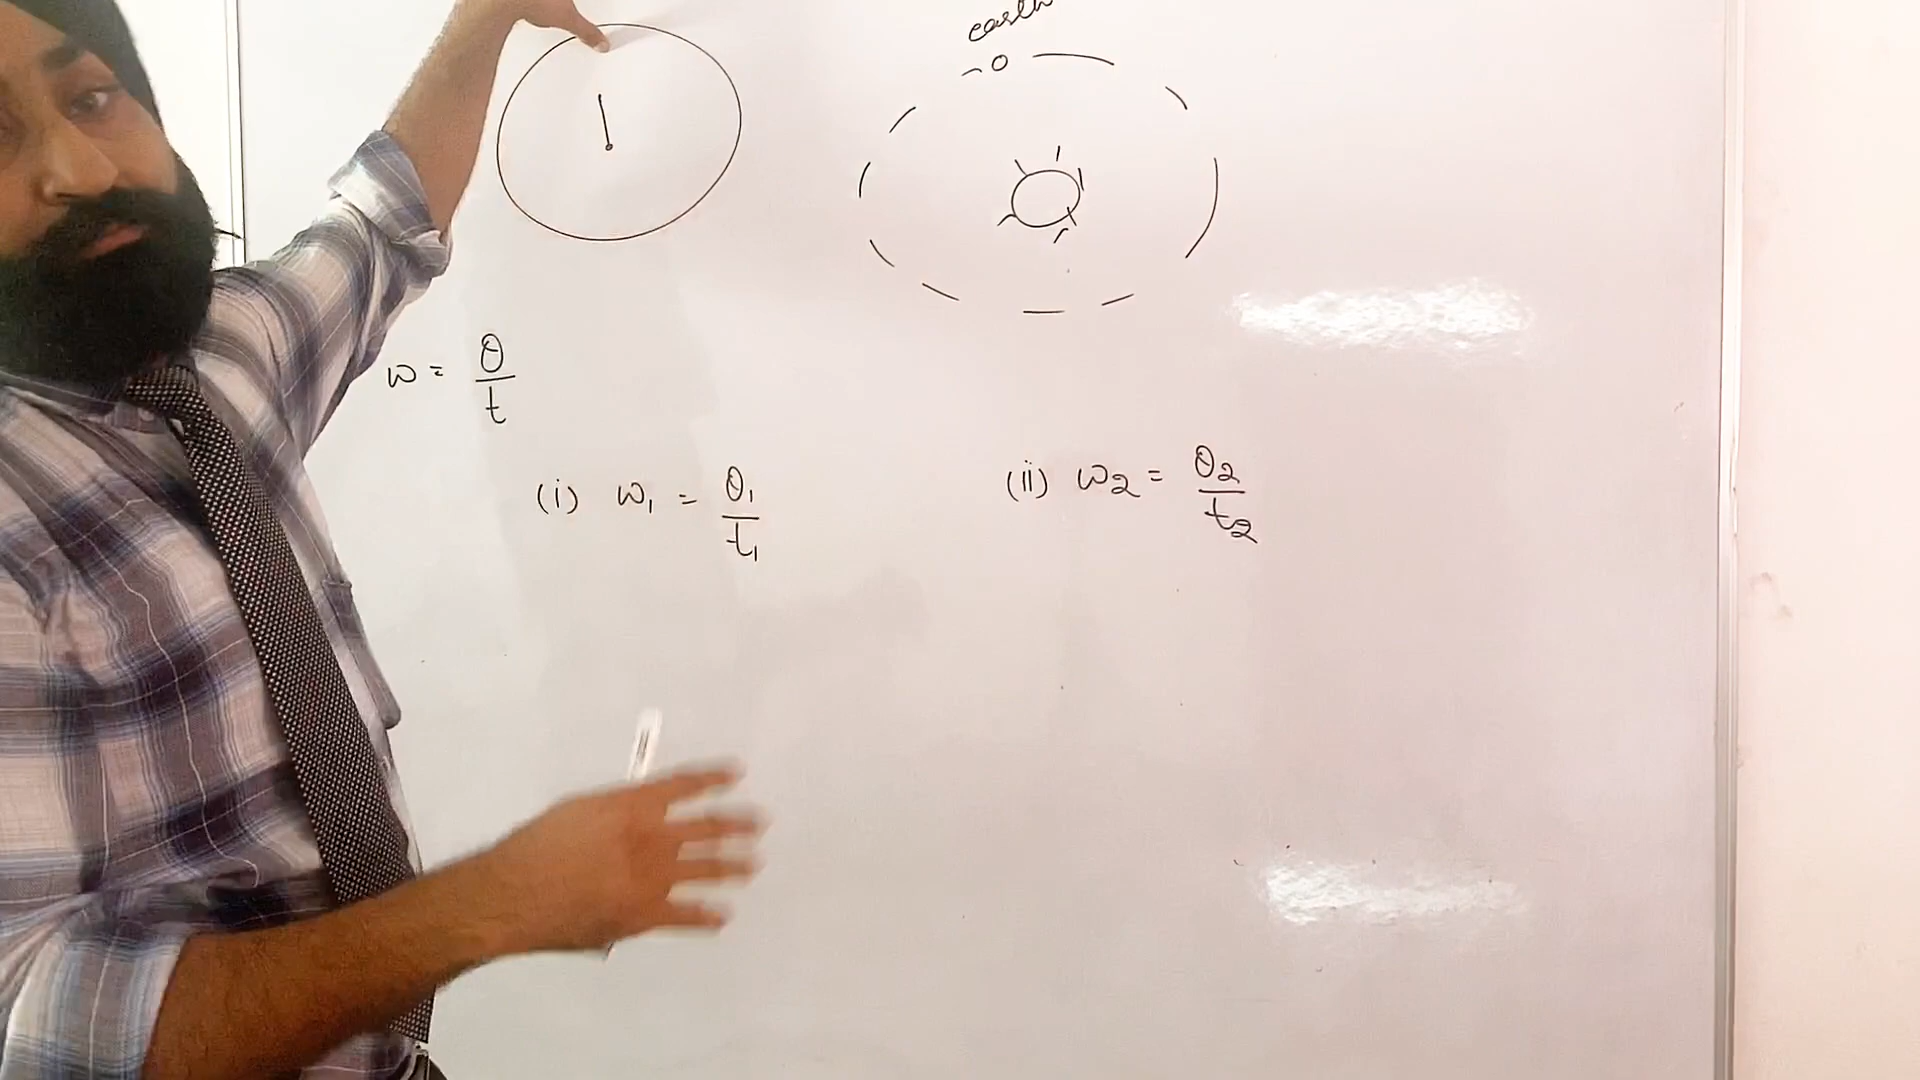 earth
ω = θ/t
(i) ω₁ = θ₁/t₁
(ii) ω₂ = θ₂/t₂